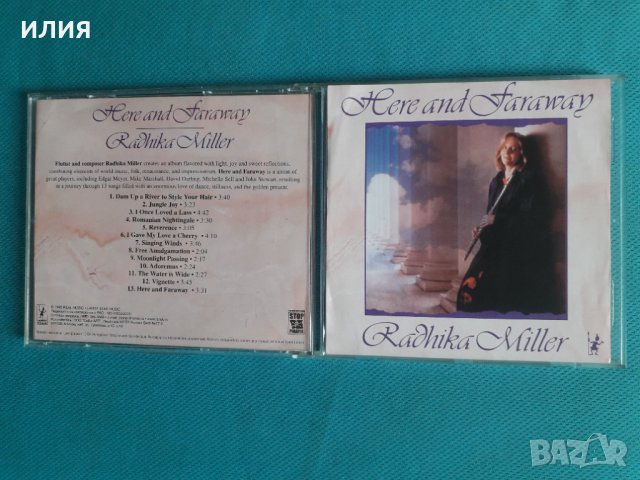 илия
Here and Faraway
Radhika Miller
Flutist and composer Radhika Miller creates an album flavored with light, joy and sweet reflections,
combining elements of world music, folk, renaissance, and impressionism. Here and Faraway is a union of
great players, including Edgar Meyer, Mike Marshall, David Darling, Michelle Sell and John Stewart, resulting
in a journey through 13 songs filled with an enormous love of dance, stillness, and the golden present.
1. Dam Up a River to Style Your Hair • 3:40
2. Jungle Joy • 3:23
3. I Once Loved a Lass • 4:42
4. Romanian Nightingale • 3:30
5. Reverence • 3:05
6. I Gave My Love a Cherry • 4:10
7. Singing Winds • 3:46
8. Free Amalgamation • 2:04
9. Moonlight Passing • 2:17
10. Adoremus • 2:24
11. The Water is Wide • 2:27
12. Vignette • 3:45
13. Here and Faraway • 3:31
STOP
Here and Faraway
Radhika Miller
BAZAR
bg